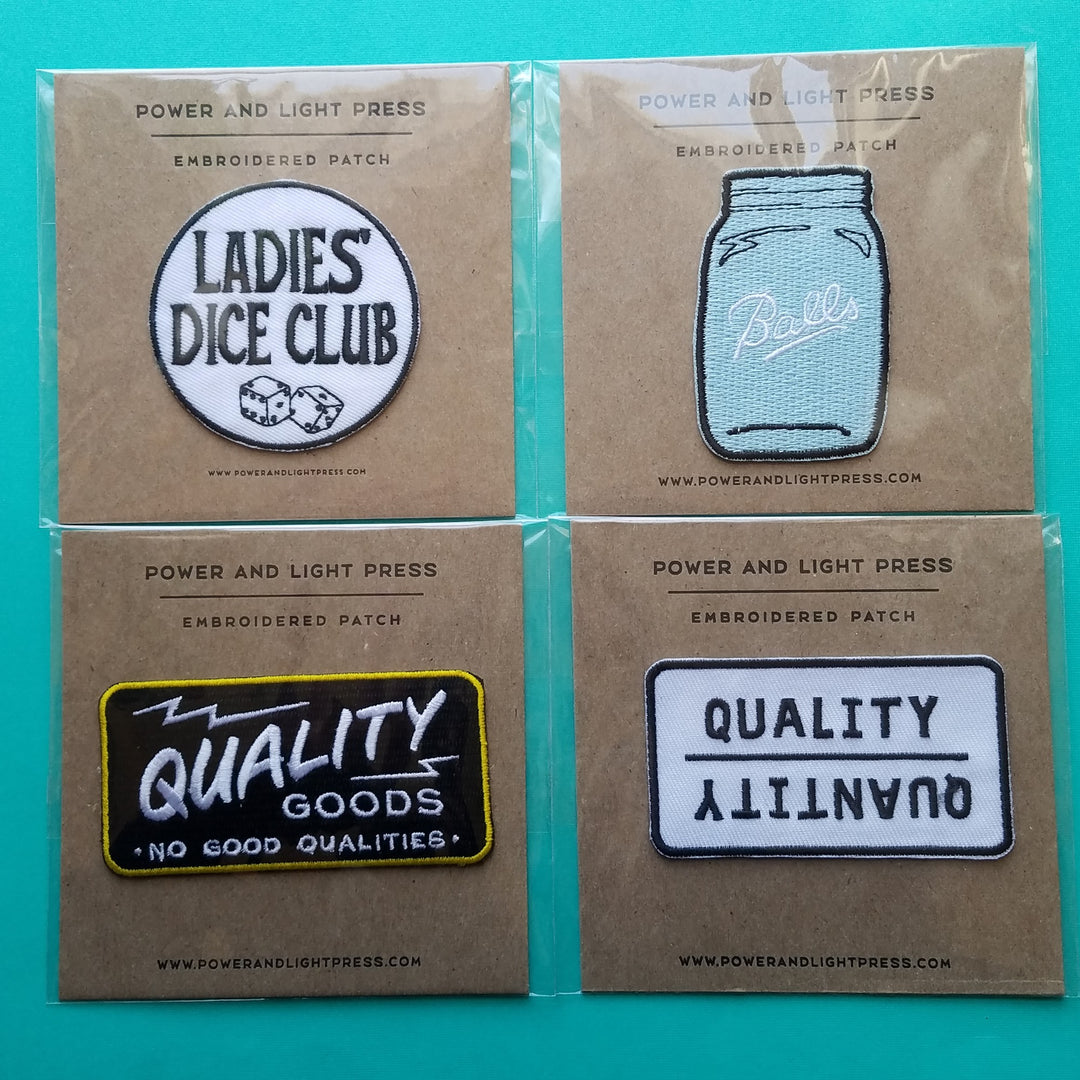 POWER AND LIGHT PRESS
EMBROIDERED PATCH
LADIES'
DICE CLUB
WWW.POWERANDLIGHTPRESS.COM
POWER AND LIGHT PRESS
EMBROIDERED PATCH
Balls
WWW.POWERANDLIGHTPRESS.COM
POWER AND LIGHT PRESS
EMBROIDERED PATCH
QUALITY
GOODS
• NO GOOD QUALITIES •
WWW.POWERANDLIGHTPRESS.COM
POWER AND LIGHT PRESS
EMBROIDERED PATCH
QUALITY
QUANTITY
WWW.POWERANDLIGHTPRESS.COM